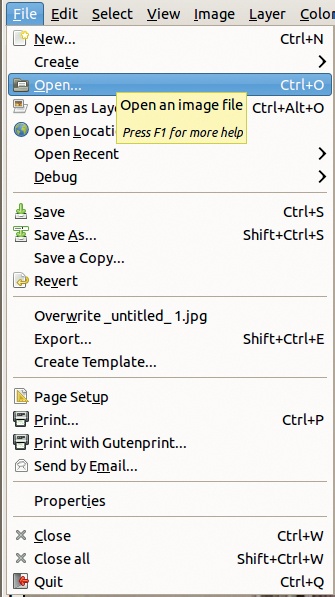 File Edit Select View Image Layer Color
New... Ctrl+N
Create
Open... Ctrl+O
Open an image file
Open as Laye Ctrl+Alt+O
Open Locati
Press F1 for more help
Open Recent
Debug
Save Ctrl+S
Save As... Shift+Ctrl+S
Save a Copy...
Revert
Overwrite _untitled_ 1.jpg
Export... Shift+Ctrl+E
Create Template...
Page Setup
Print... Ctrl+P
Print with Gutenprint...
Send by Email...
Properties
Close Ctrl+W
Close all Shift+Ctrl+W
Quit Ctrl+Q